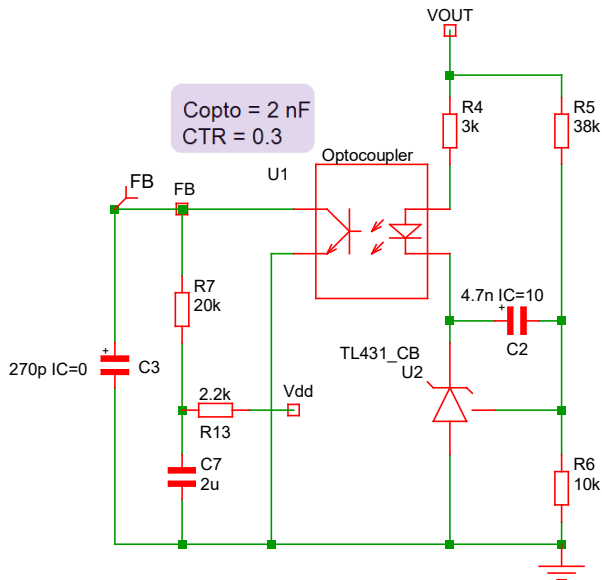 VOUT
Copto = 2 nF
CTR = 0.3
R4
3k
R5
38k
Optocoupler
U1
FB
FB
R7
20k
4.7n IC=10
+
C2
TL431_CB
U2
+
270p IC=0
C3
2.2k
R13
Vdd
C7
2u
R6
10k